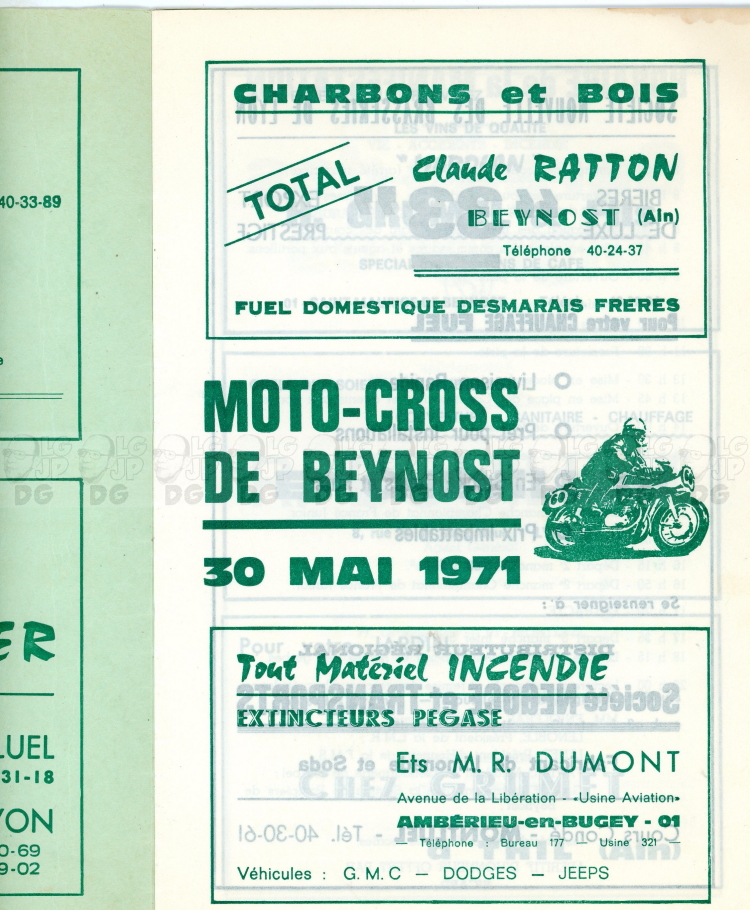 40-33-89
ER
LUEL
31-18
YON
0-69
9-02
CHARBONS et BOIS
TOTAL
Claude RATTON
BEYNOST (Ain)
Téléphone 40-24-37
FUEL DOMESTIQUE DESMARAIS FRERES
MOTO-CROSS
DE BEYNOST
30 MAI 1971
60
Tout Matériel INCENDIE
EXTINCTEURS PEGASE
Ets M. R. DUMONT
Avenue de la Libération - «Usine Aviation»
AMBÉRIEU-en-BUGEY - 01
— Téléphone : Bureau 177 — Usine 321 —
Véhicules : G.M.C — DODGES — JEEPS